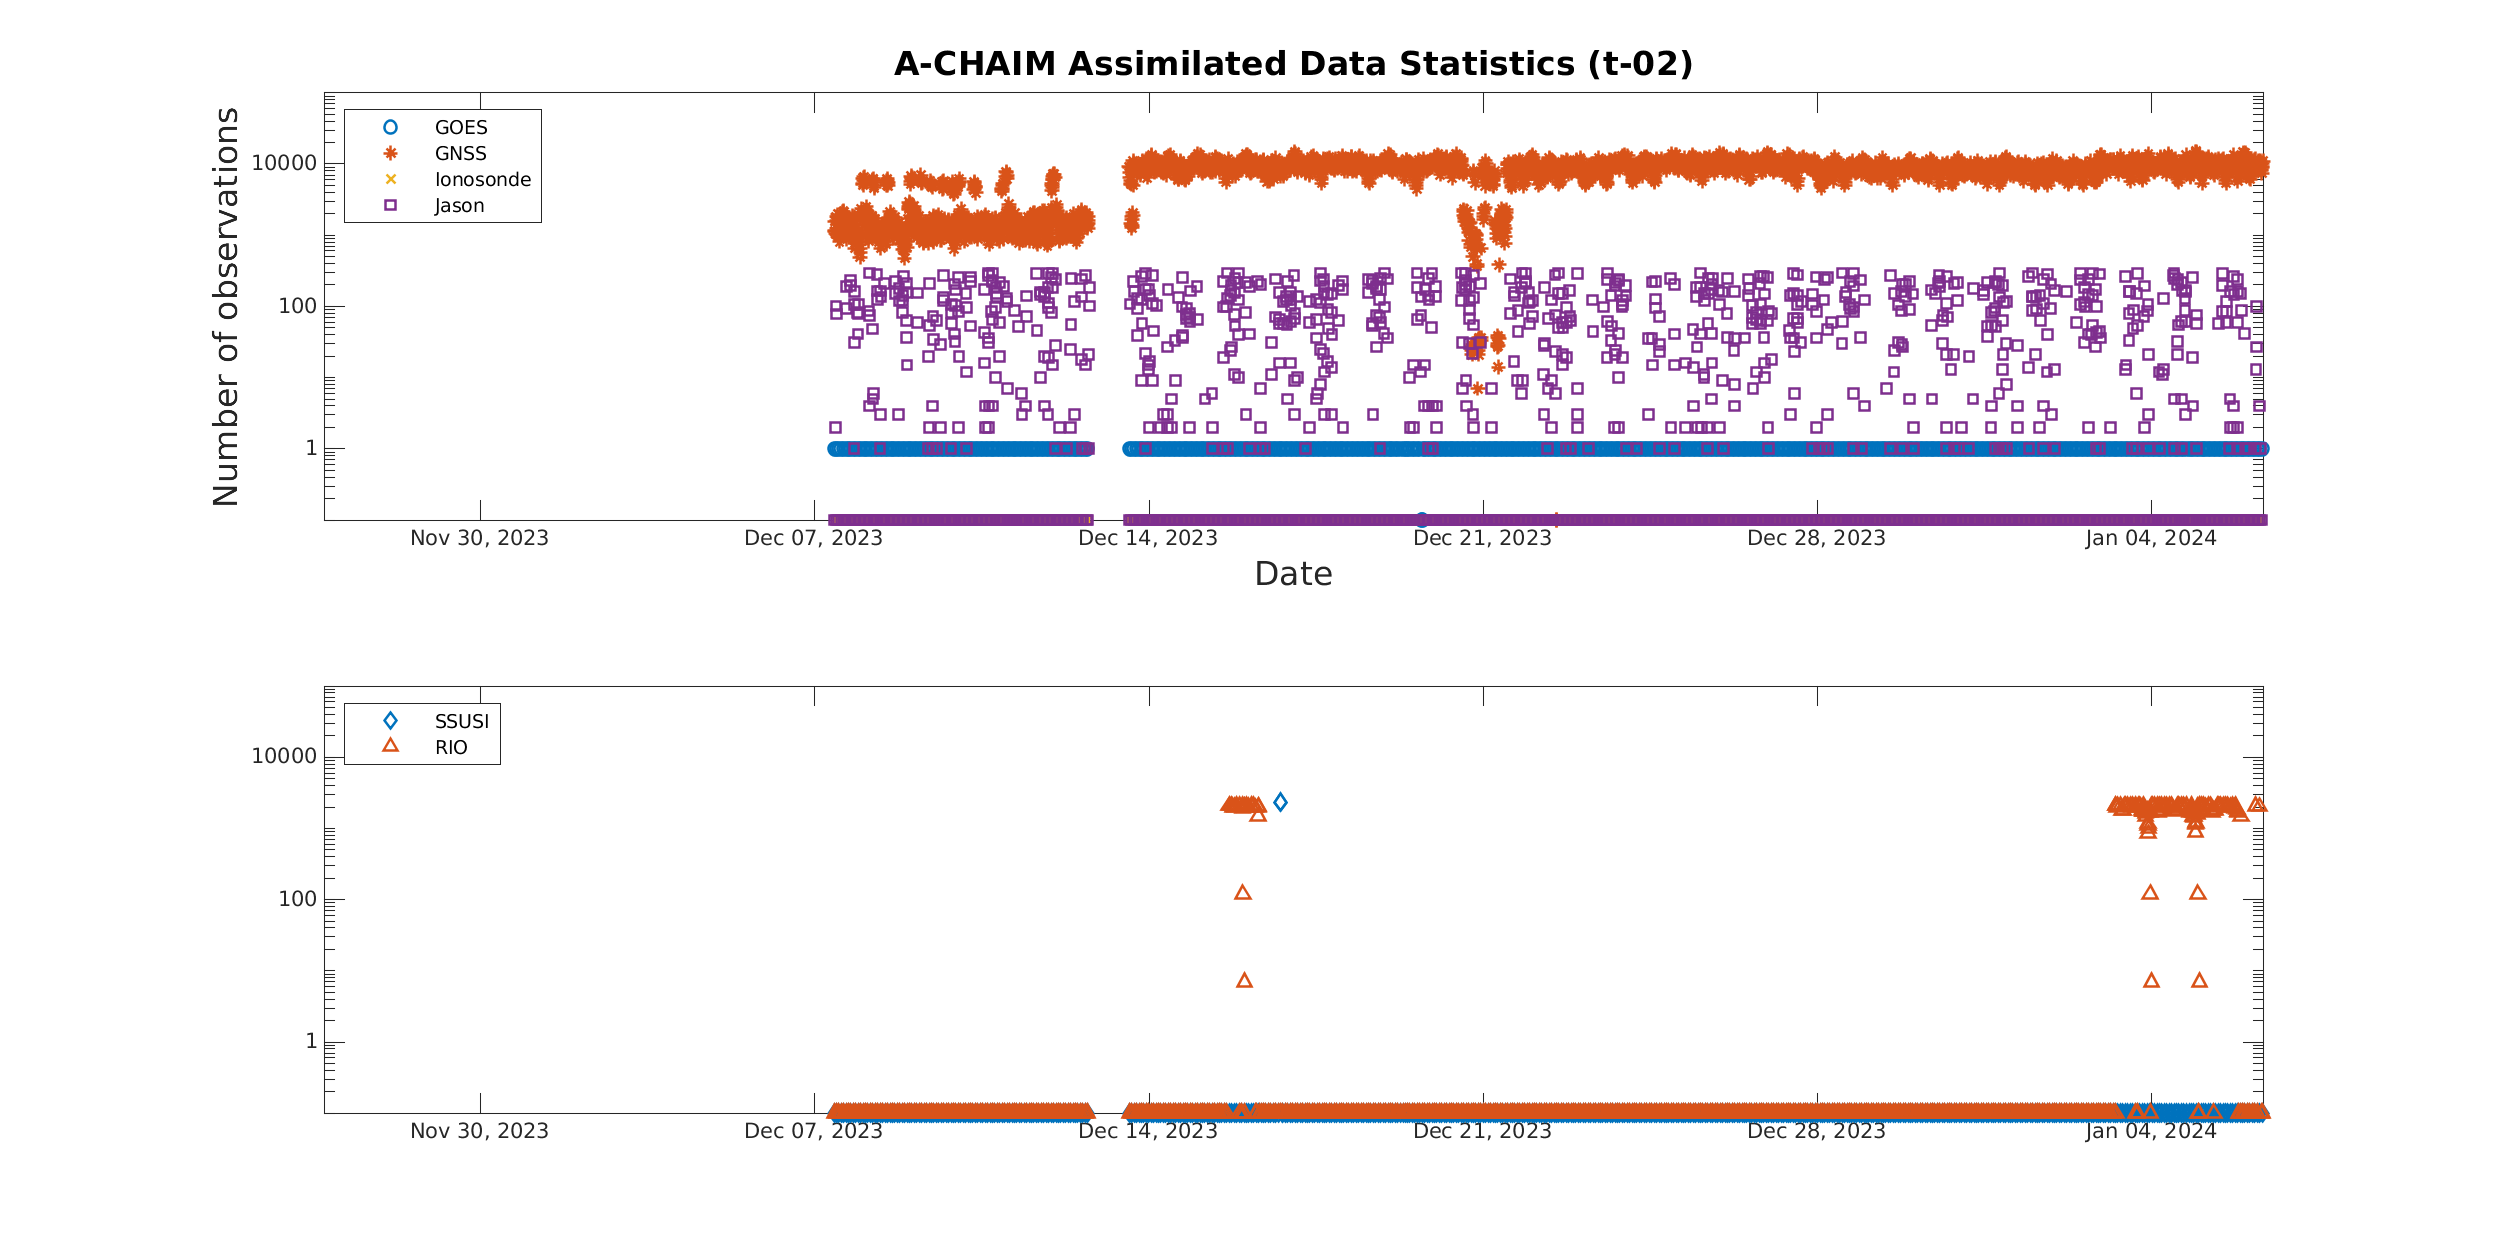 A-CHAIM Assimilated Data Statistics (t-02)
Number of observations
10000
100
1
GOES
GNSS
Ionosonde
Jason
Nov 30, 2023 Dec 07, 2023 Dec 14, 2023 Dec 21, 2023 Dec 28, 2023 Jan 04, 2024
Date
10000
100
1
SSUSI
RIO
Nov 30, 2023 Dec 07, 2023 Dec 14, 2023 Dec 21, 2023 Dec 28, 2023 Jan 04, 2024